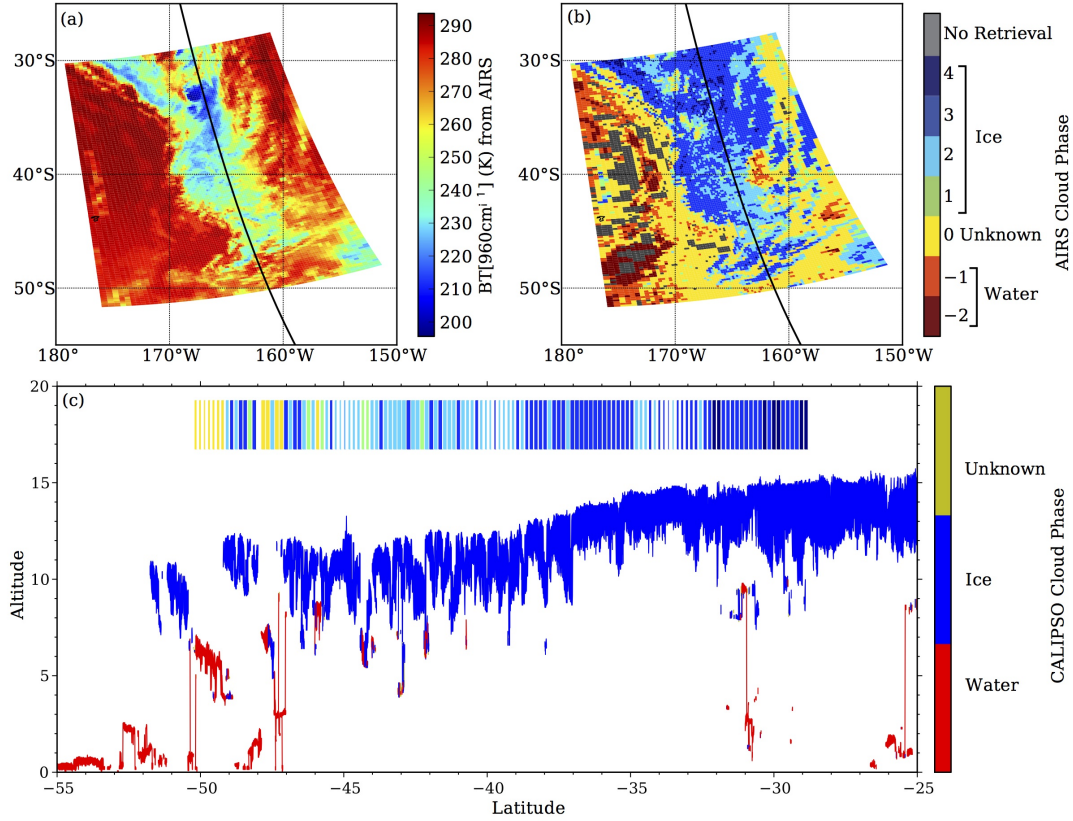 (a)
30°S
40°S
50°S
180°
170°W
160°W
150°W
290
280
270
260
250
240
230
220
210
200
BT[960cmⁱ ¹] (K) from AIRS
(b)
30°S
40°S
50°S
180°
170°W
160°W
150°W
No Retrieval
4
3
2
1
Ice
0 Unknown
−1
−2
Water
AIRS Cloud Phase
(c)
20
15
10
5
0
Altitude
−55
−50
−45
−40
−35
−30
−25
Latitude
Unknown
Ice
Water
CALIPSO Cloud Phase